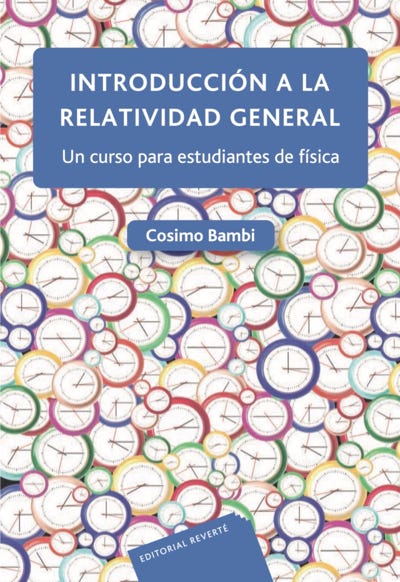 INTRODUCCIÓN A LA
RELATIVIDAD GENERAL
Un curso para estudiantes de física
Cosimo Bambi
EDITORIAL REVERTÉ